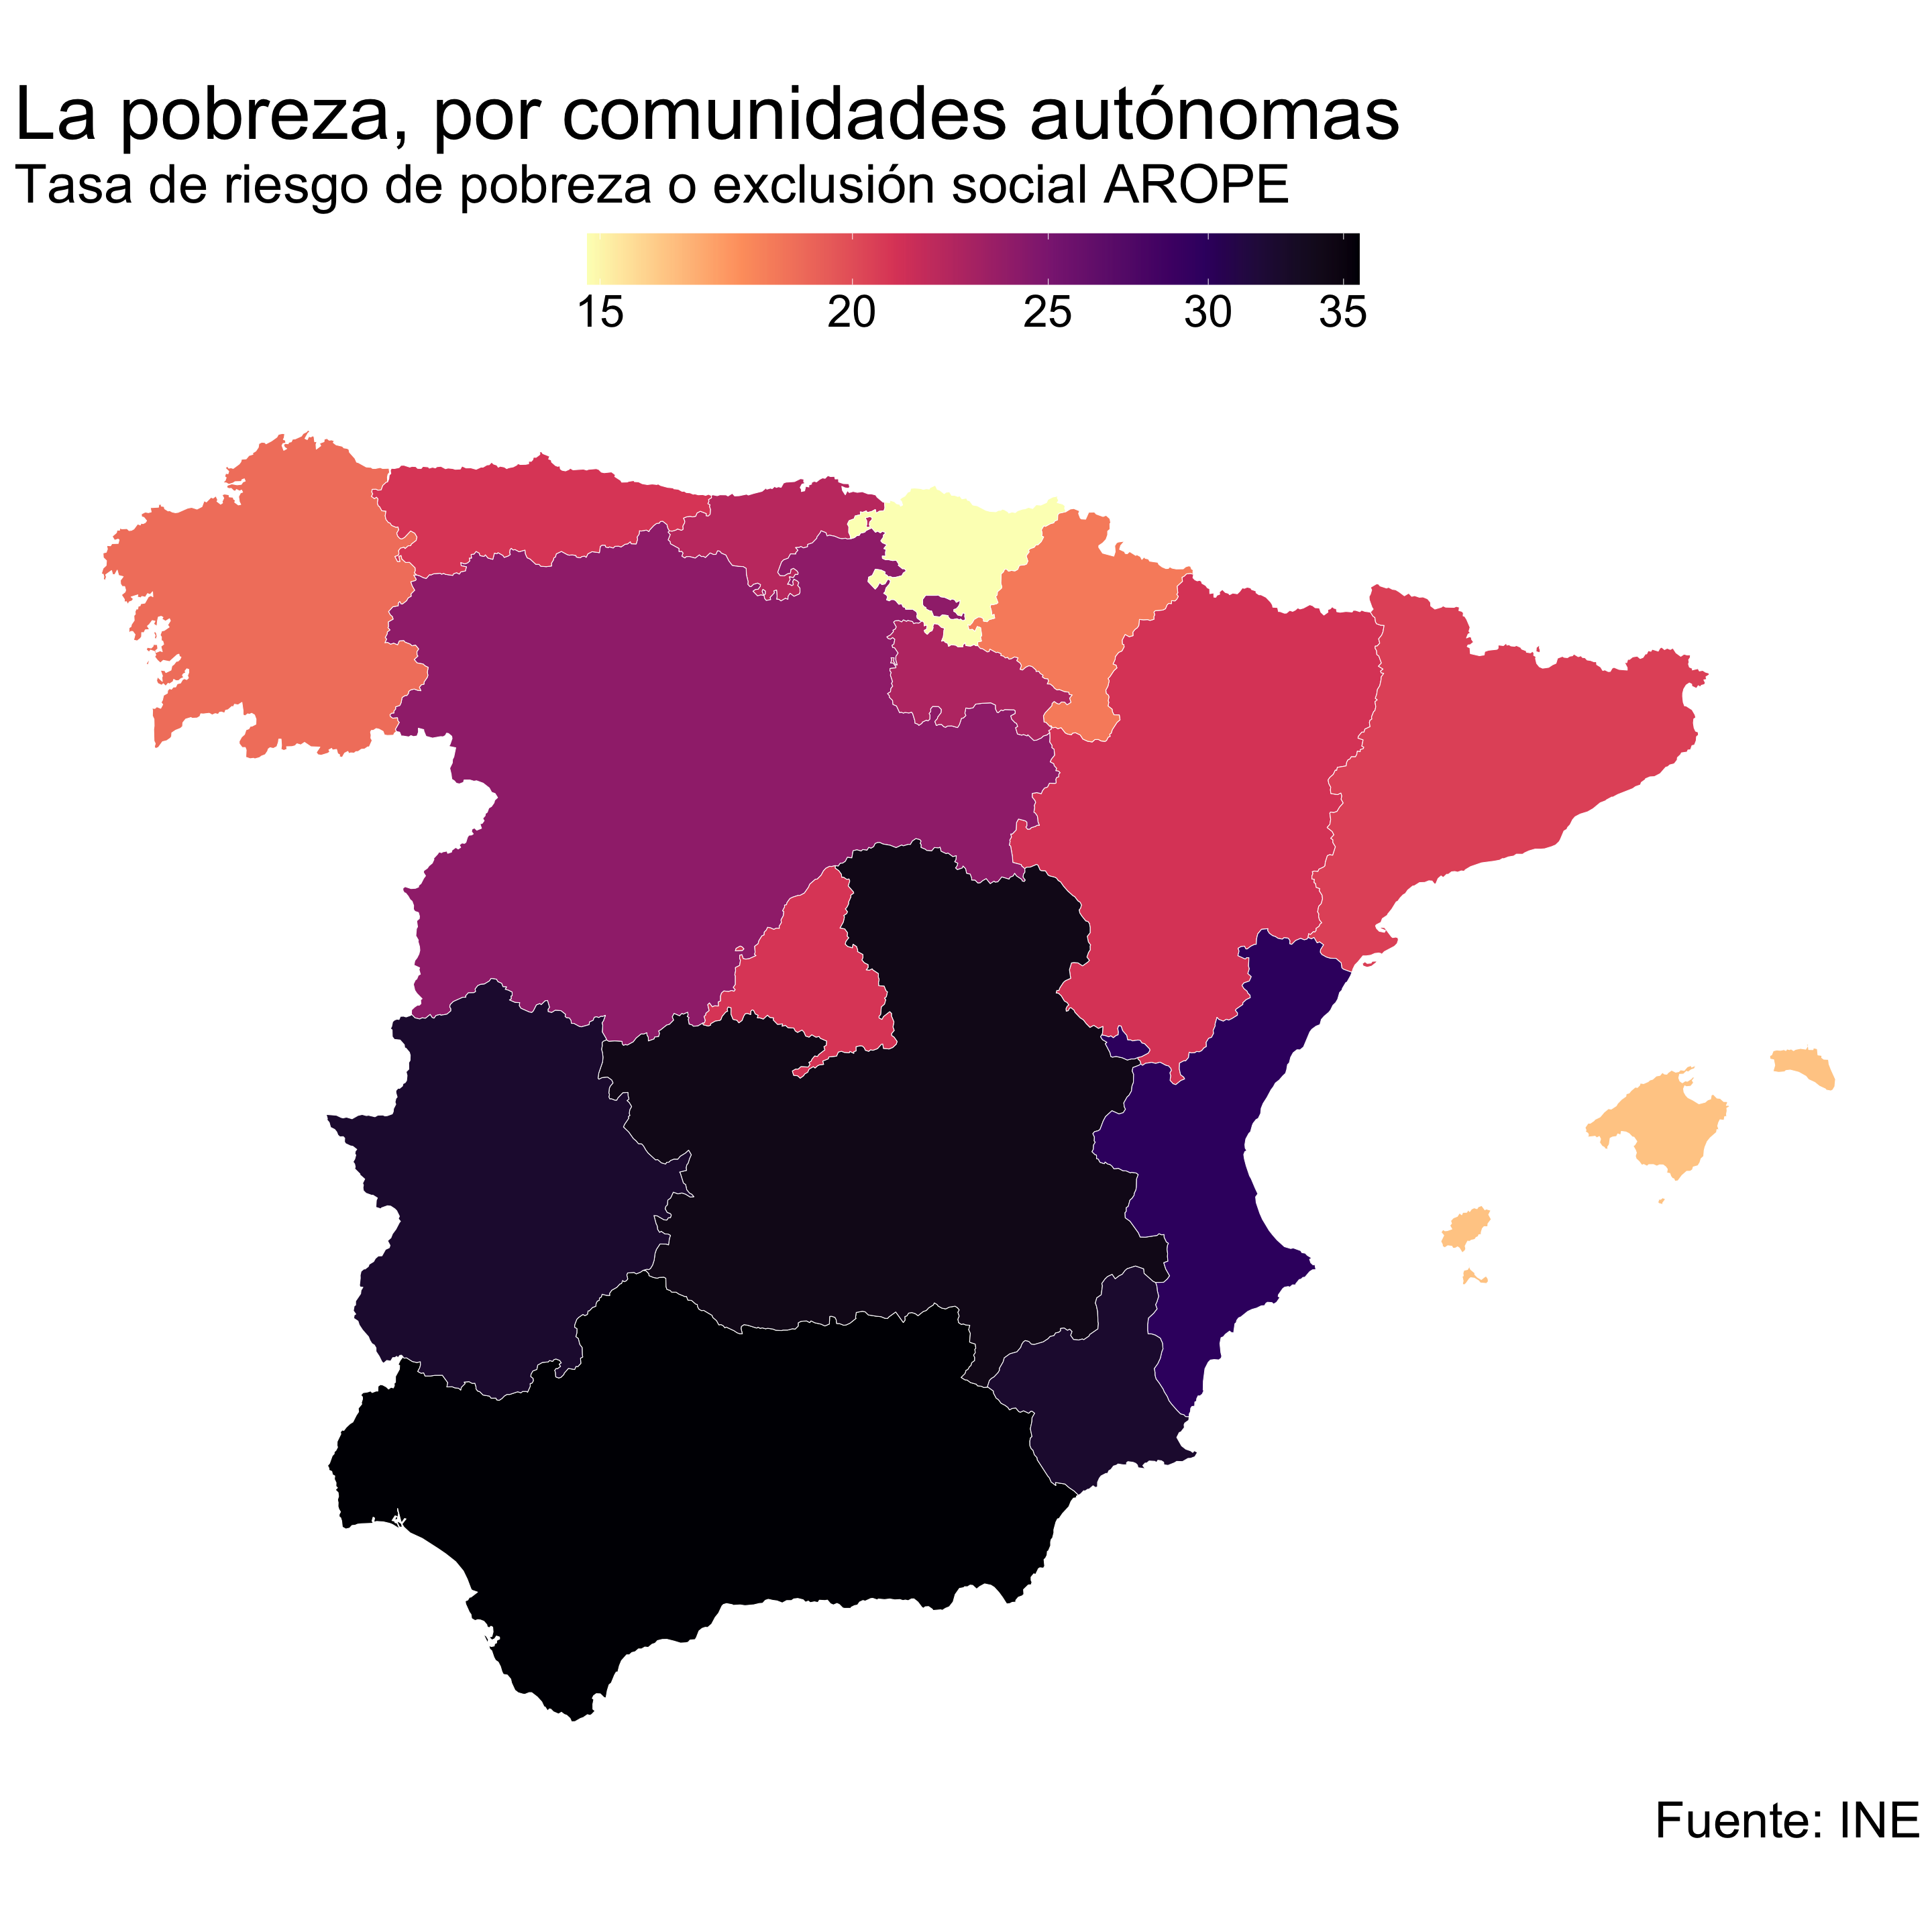 La pobreza, por comunidades autónomas
Tasa de riesgo de pobreza o exclusión social AROPE
15 20 25 30 35
Fuente: INE